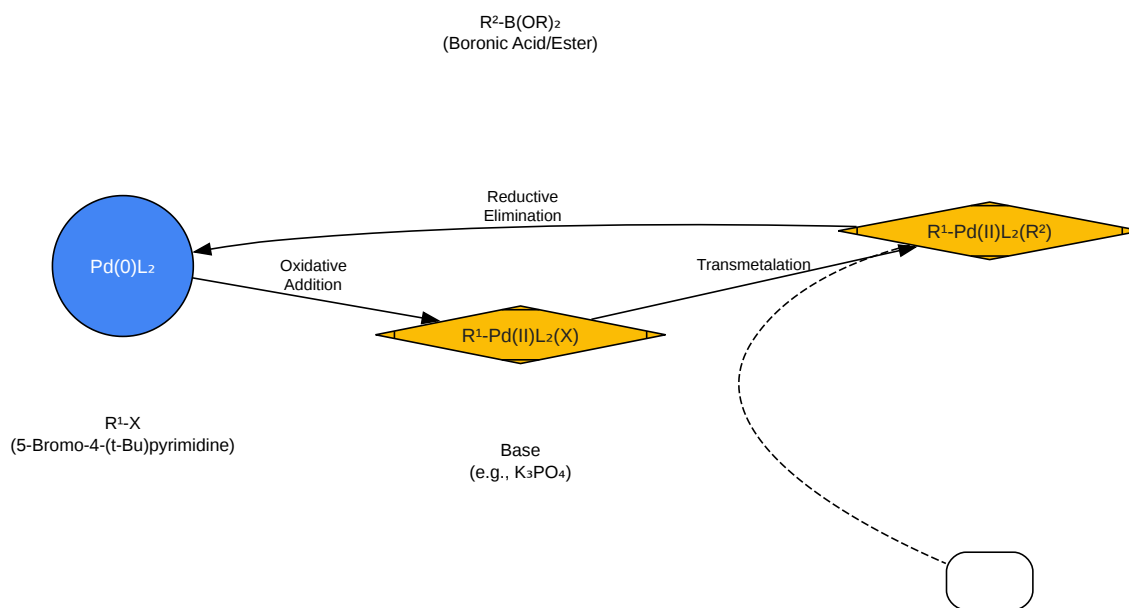 R²-B(OR)₂
(Boronic Acid/Ester)
Reductive
Elimination
R¹-Pd(II)L₂(R²)
Pd(0)L₂
Oxidative
Addition
Transmetalation
R¹-Pd(II)L₂(X)
R¹-X
(5-Bromo-4-(t-Bu)pyrimidine)
Base
(e.g., K₃PO₄)